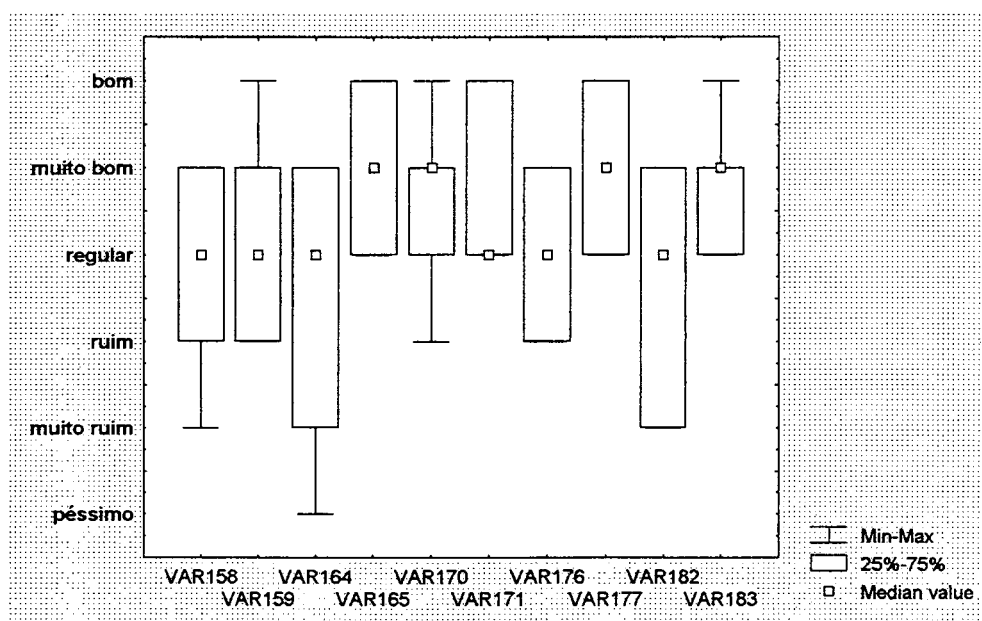 bom
muito bom
regular
ruim
muito ruim
péssimo
VAR158 VAR164 VAR170 VAR176 VAR182
VAR159 VAR165 VAR171 VAR177 VAR183
Min-Max
25%-75%
Median value